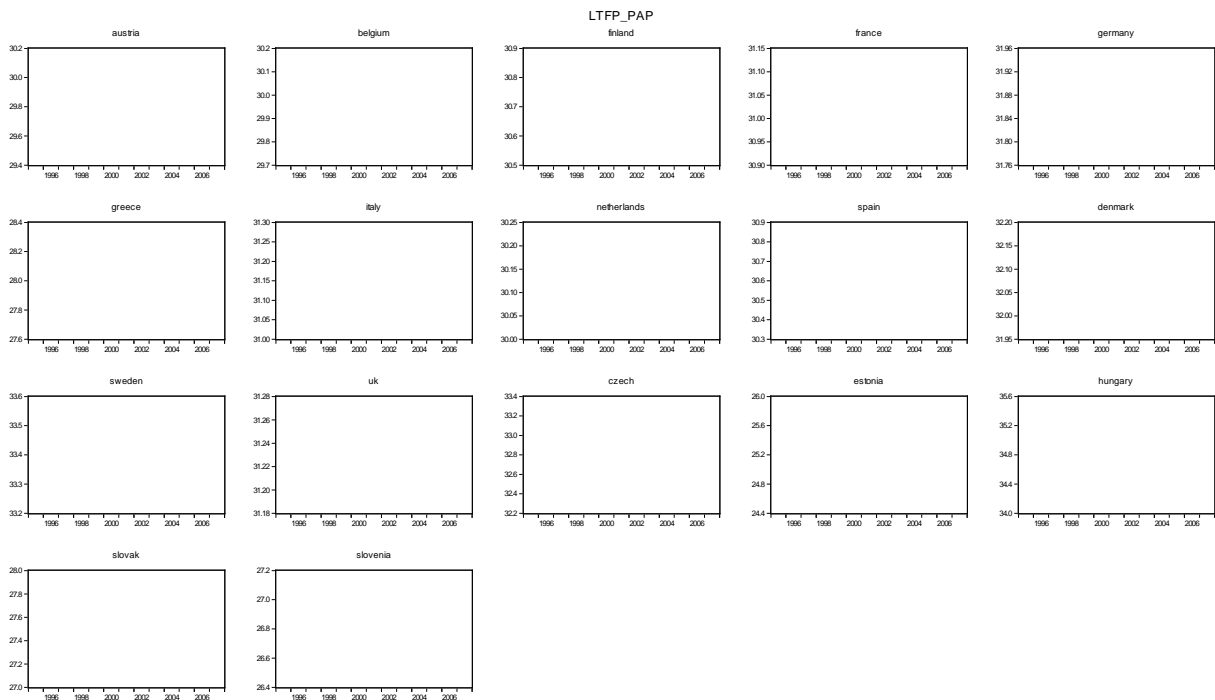 LTFP_PAP
austria
30.2
30.0
29.8
29.6
29.4
1996 1998 2000 2002 2004 2006
belgium
30.2
30.1
30.0
29.9
29.8
29.7
1996 1998 2000 2002 2004 2006
finland
30.9
30.8
30.7
30.6
30.5
1996 1998 2000 2002 2004 2006
france
31.15
31.10
31.05
31.00
30.95
30.90
1996 1998 2000 2002 2004 2006
germany
31.96
31.92
31.88
31.84
31.80
31.76
1996 1998 2000 2002 2004 2006
greece
28.4
28.2
28.0
27.8
27.6
1996 1998 2000 2002 2004 2006
italy
31.30
31.25
31.20
31.15
31.10
31.05
31.00
1996 1998 2000 2002 2004 2006
netherlands
30.25
30.20
30.15
30.10
30.05
30.00
1996 1998 2000 2002 2004 2006
spain
30.9
30.8
30.7
30.6
30.5
30.4
30.3
1996 1998 2000 2002 2004 2006
denmark
32.20
32.15
32.10
32.05
32.00
31.95
1996 1998 2000 2002 2004 2006
sweden
33.6
33.5
33.4
33.3
33.2
1996 1998 2000 2002 2004 2006
uk
31.28
31.26
31.24
31.22
31.20
31.18
1996 1998 2000 2002 2004 2006
czech
33.4
33.2
33.0
32.8
32.6
32.4
32.2
1996 1998 2000 2002 2004 2006
estonia
26.0
25.6
25.2
24.8
24.4
1996 1998 2000 2002 2004 2006
hungary
35.6
35.2
34.8
34.4
34.0
1996 1998 2000 2002 2004 2006
slovak
28.0
27.8
27.6
27.4
27.2
27.0
1996 1998 2000 2002 2004 2006
slovenia
27.2
27.0
26.8
26.6
26.4
1996 1998 2000 2002 2004 2006